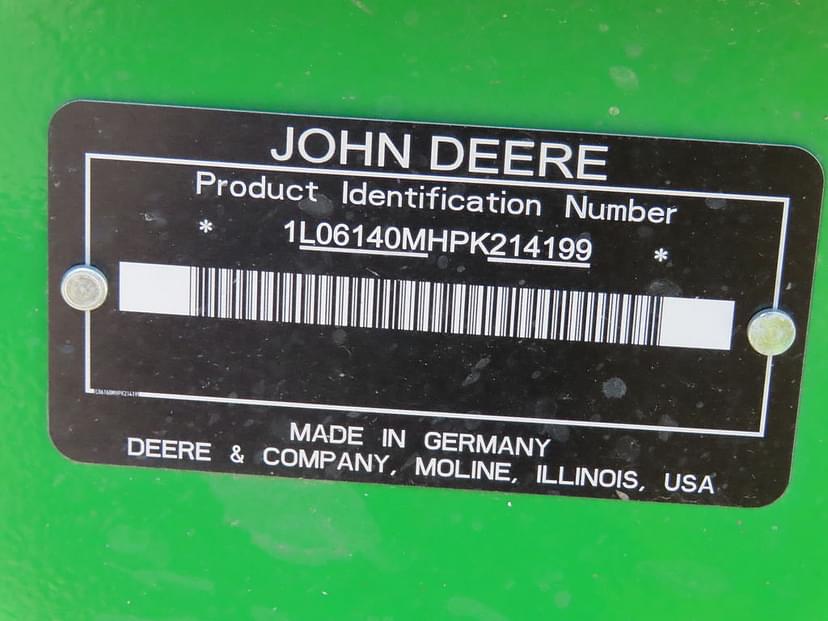 JOHN DEERE
Product Identification Number
* 1L06140MHPK214199 *
MADE IN GERMANY
DEERE & COMPANY, MOLINE, ILLINOIS, USA